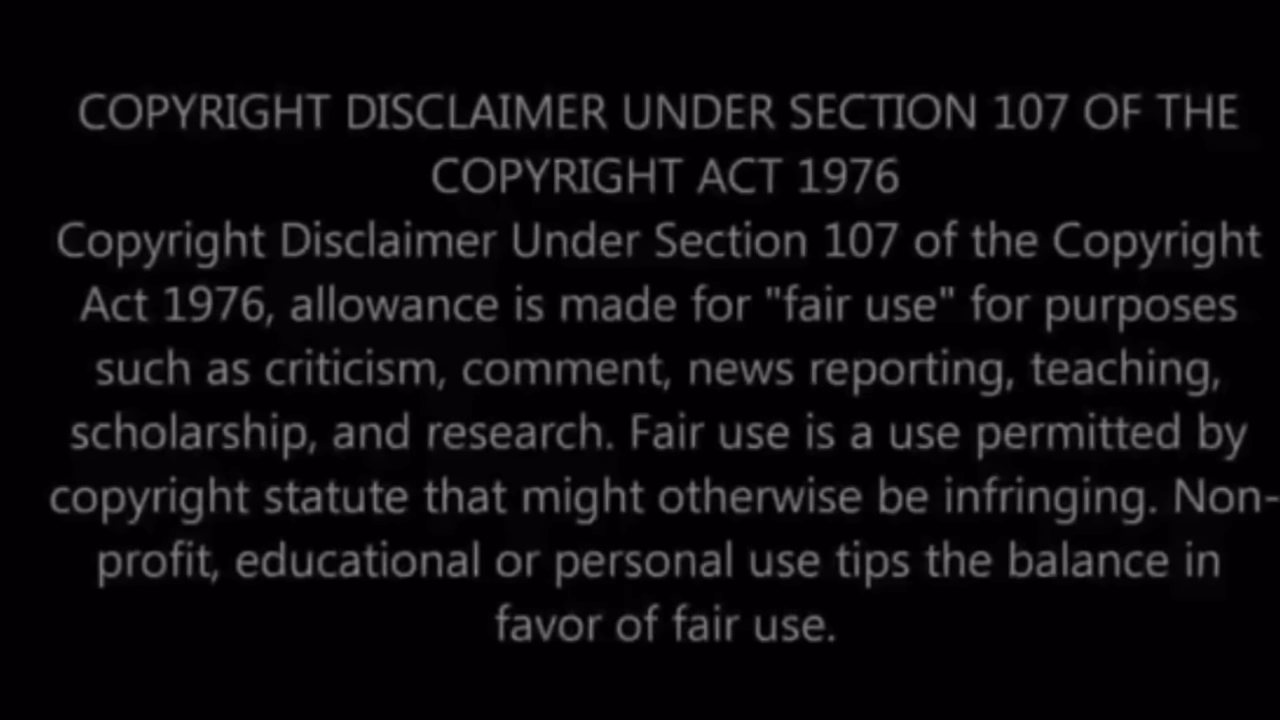 COPYRIGHT DISCLAIMER UNDER SECTION 107 OF THE
COPYRIGHT ACT 1976
Copyright Disclaimer Under Section 107 of the Copyright
Act 1976, allowance is made for "fair use" for purposes
such as criticism, comment, news reporting, teaching,
scholarship, and research. Fair use is a use permitted by
copyright statute that might otherwise be infringing. Non-
profit, educational or personal use tips the balance in
favor of fair use.